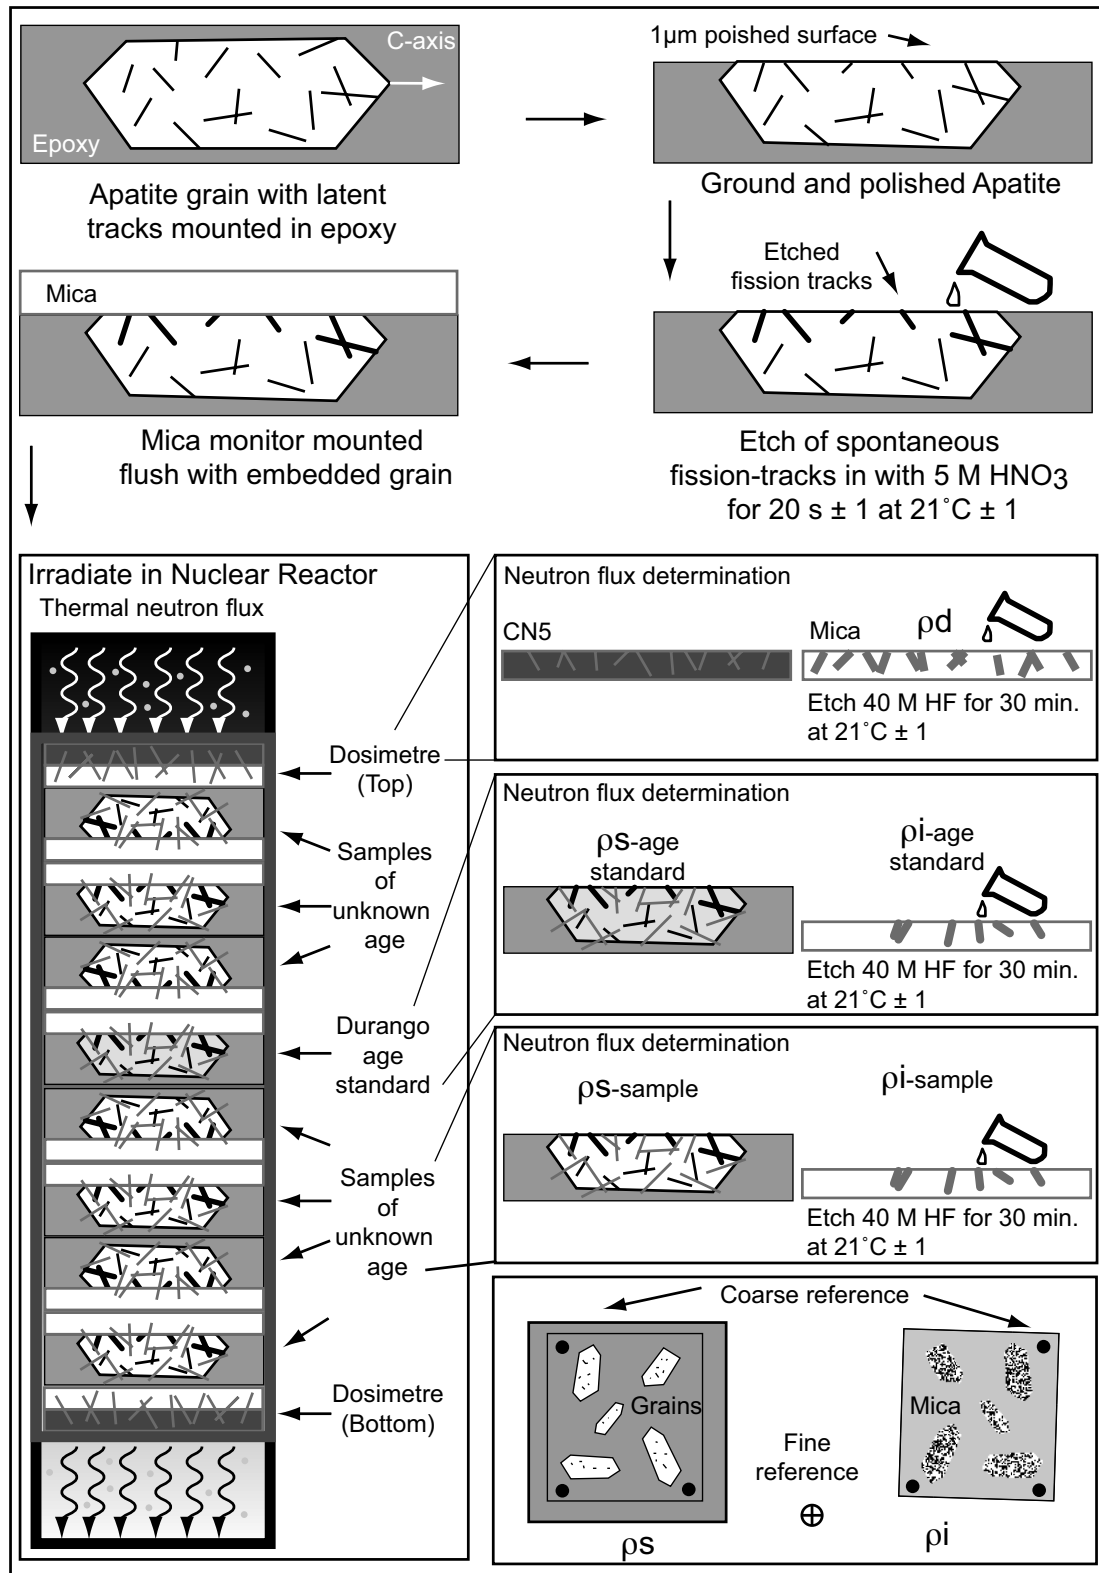 C-axis
Epoxy
Apatite grain with latent
tracks mounted in epoxy
1µm poished surface
Ground and polished Apatite
Etched
fission tracks
Etch of spontaneous
fission-tracks in with 5 M HNO3
for 20 s ± 1 at 21˚C ± 1
Mica
Mica monitor mounted
flush with embedded grain
Irradiate in Nuclear Reactor
Thermal neutron flux
Dosimetre
(Top)
Samples
of
unknown
age
Durango
age
standard
Samples
of
unknown
age
Dosimetre
(Bottom)
Neutron flux determination
CN5
Mica
ρd
Etch 40 M HF for 30 min.
at 21˚C ± 1
Neutron flux determination
ρs-age
standard
ρi-age
standard
Etch 40 M HF for 30 min.
at 21˚C ± 1
Neutron flux determination
ρs-sample
ρi-sample
Etch 40 M HF for 30 min.
at 21˚C ± 1
Coarse reference
Grains
Mica
Fine
reference
ρs
ρi